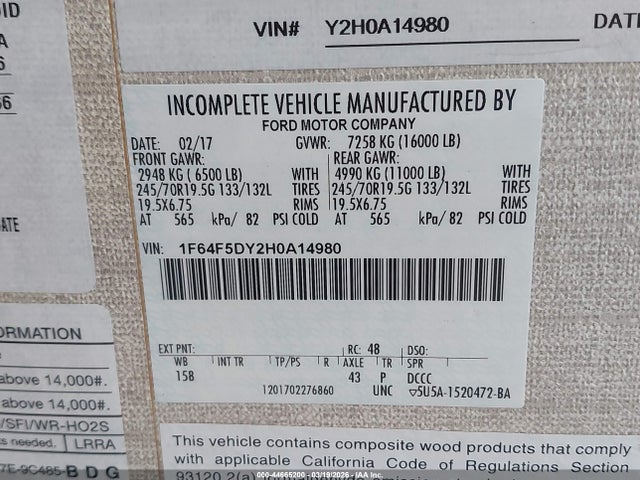 OID
A
6
56
ATE
VIN# Y2H0A14980 DATE
INCOMPLETE VEHICLE MANUFACTURED BY
FORD MOTOR COMPANY
DATE: 02/17 GVWR: 7258 KG (16000 LB)
FRONT GAWR: REAR GAWR:
2948 KG ( 6500 LB) WITH 4990 KG (11000 LB) WITH
245/70R19.5G 133/132L TIRES 245/70R19.5G 133/132L TIRES
19.5X6.75 RIMS 19.5X6.75 RIMS
AT 565 kPa/ 82 PSI COLD AT 565 kPa/ 82 PSI COLD
VIN: 1F64F5DY2H0A14980
EXT PNT: RC: 48 DSO:
WB INT TR TP/PS R AXLE TR SPR
158 43 P DCCC
1201702276860 UNC ▽5U5A-1520472-BA
ORMATION
above 14,000#.
above 14,000#.
/SFI/WR-HO2S
ts needed. LRRA
7E-9C485-B D G
This vehicle contains composite wood products that comply
with applicable California Code of Regulations Section
93120.2(a)
000-44665200 - 03/19/2026 - COPYRIGHT IAA, LLC